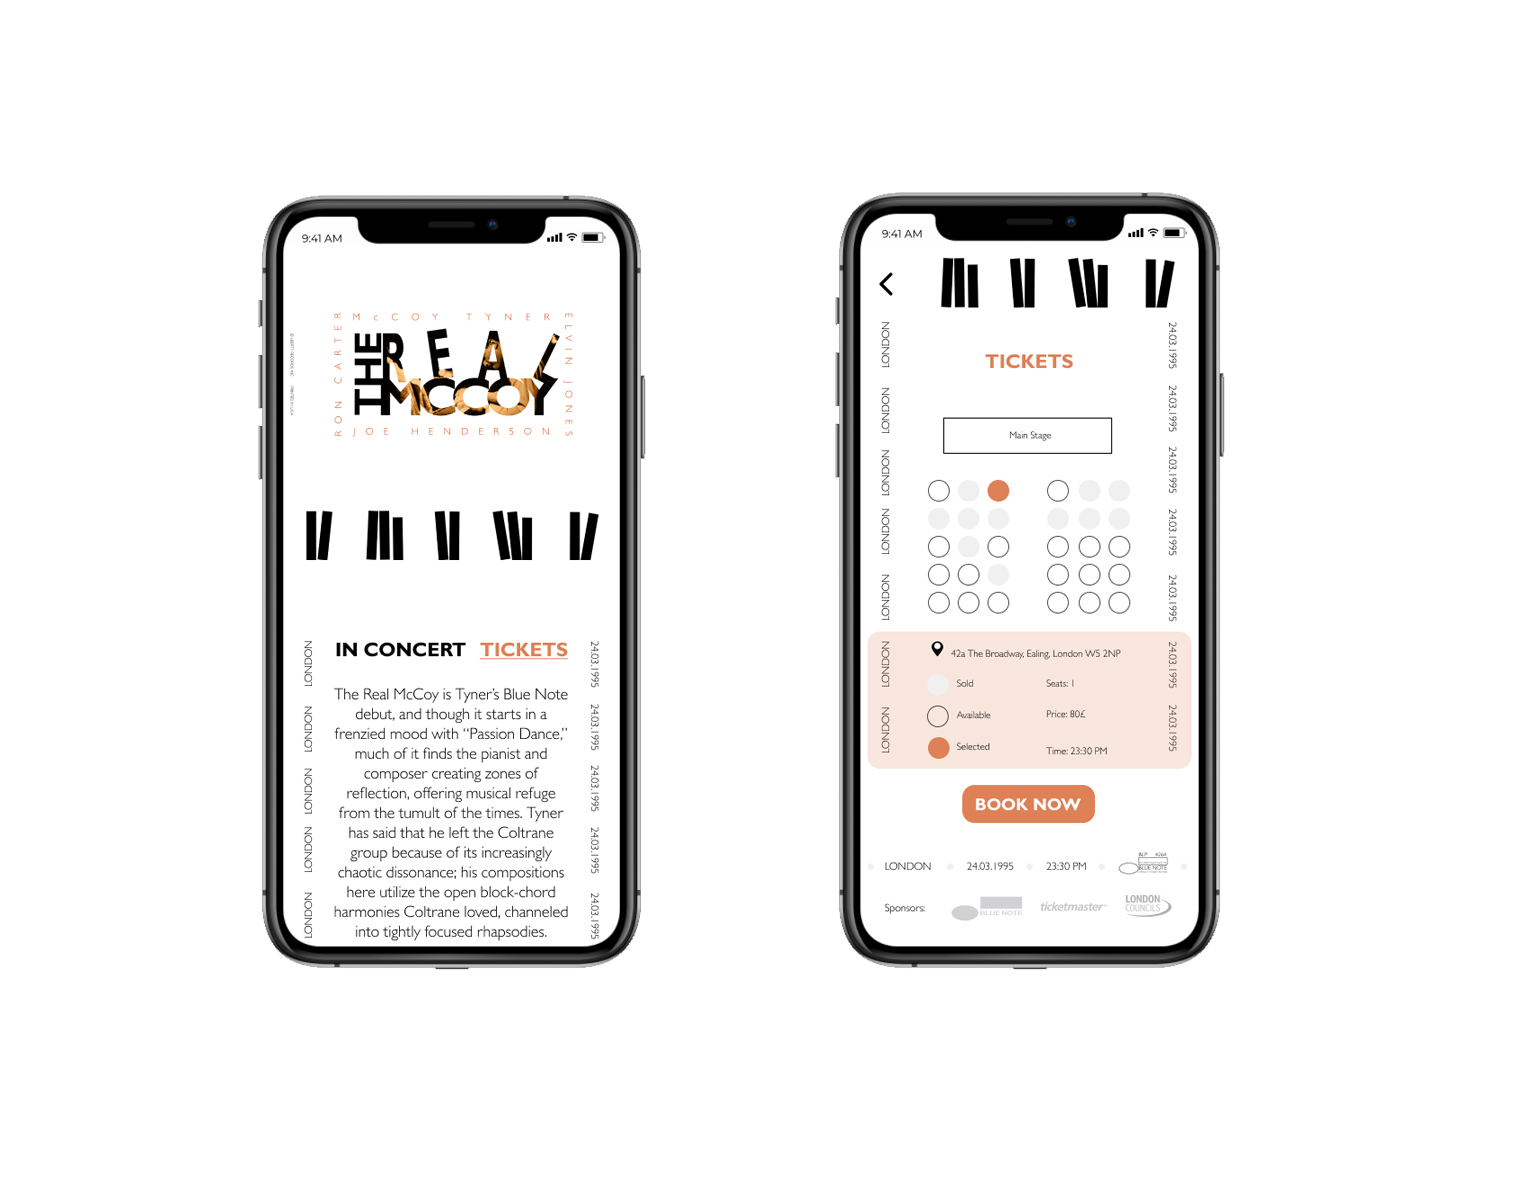 9:41 AM
McCOY TYNER
RON CARTER
ELVIN JONES
THE
REAL
McCOY
JOE HENDERSON
IN CONCERT TICKETS
LONDON
LONDON
LONDON
LONDON
LONDON
24.03.1995
24.03.1995
24.03.1995
24.03.1995
24.03.1995
The Real McCoy is Tyner’s Blue Note
debut, and though it starts in a
frenzied mood with “Passion Dance,”
much of it finds the pianist and
composer creating zones of
reflection, offering musical refuge
from the tumult of the times. Tyner
has said that he left the Coltrane
group because of its increasingly
chaotic dissonance; his compositions
here utilize the open block-chord
harmonies Coltrane loved, channeled
into tightly focused rhapsodies.
9:41 AM
LONDON
LONDON
LONDON
LONDON
LONDON
LONDON
LONDON
24.03.1995
24.03.1995
24.03.1995
24.03.1995
24.03.1995
24.03.1995
24.03.1995
TICKETS
Main Stage
42a The Broadway, Ealing, London W5 2NP
Sold Seats: 1
Available Price: 80£
Selected Time: 23:30 PM
BOOK NOW
LONDON 24.03.1995 23:30 PM BLP 4264
BLUE NOTE
Sponsors: BLUE NOTE ticketmaster LONDON
COUNCILS